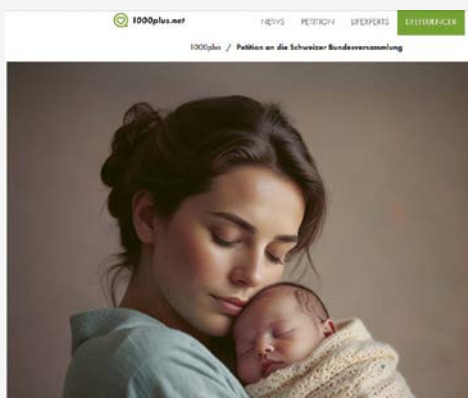 1000plus.net
NEWS PETITION LIFEXPERTS LIFEFLUENCER
1000plus / Petition an die Schweizer Bundesversammlung